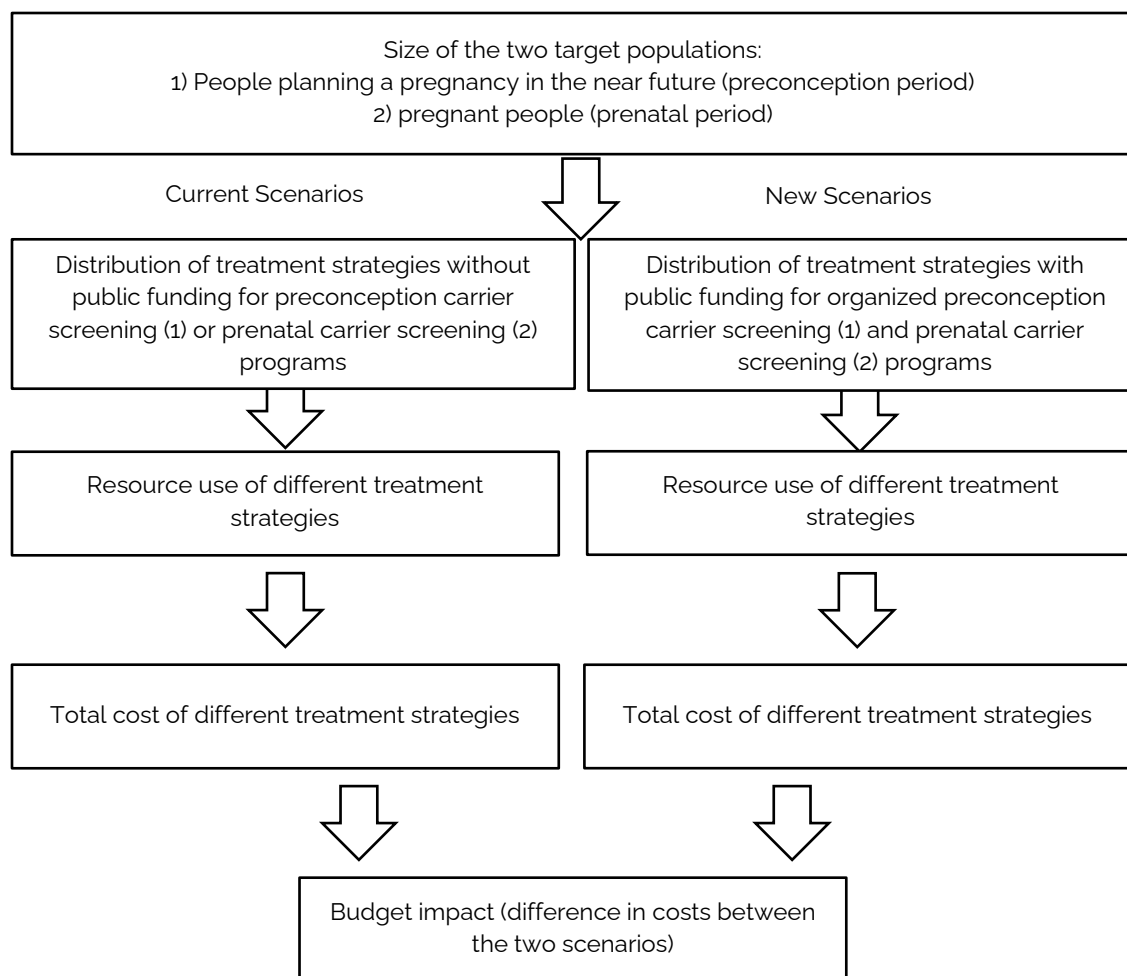 Size of the two target populations:
1) People planning a pregnancy in the near future (preconception period)
2) pregnant people (prenatal period)
Current Scenarios
New Scenarios
Distribution of treatment strategies without
public funding for preconception carrier
screening (1) or prenatal carrier screening (2)
programs
Distribution of treatment strategies with
public funding for organized preconception
carrier screening (1) and prenatal carrier
screening (2) programs
Resource use of different treatment
strategies
Resource use of different treatment
strategies
Total cost of different treatment strategies
Total cost of different treatment strategies
Budget impact (difference in costs between
the two scenarios)